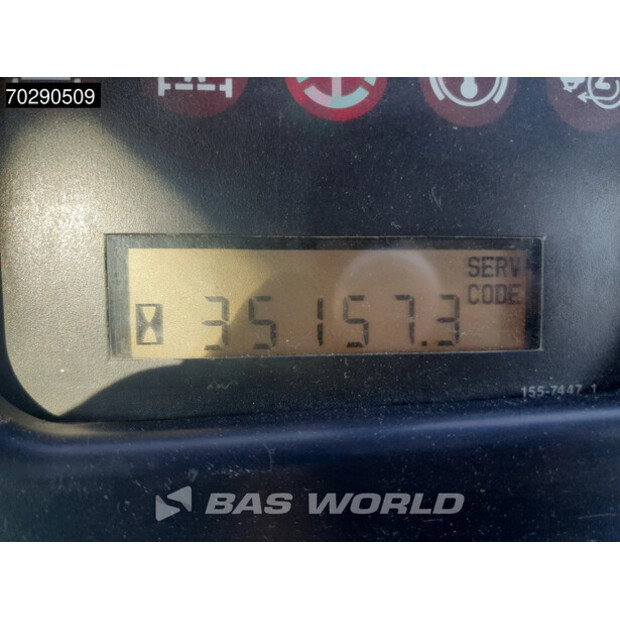 70290509
SERV
CODE
35157.3
155-7447 1
BAS WORLD